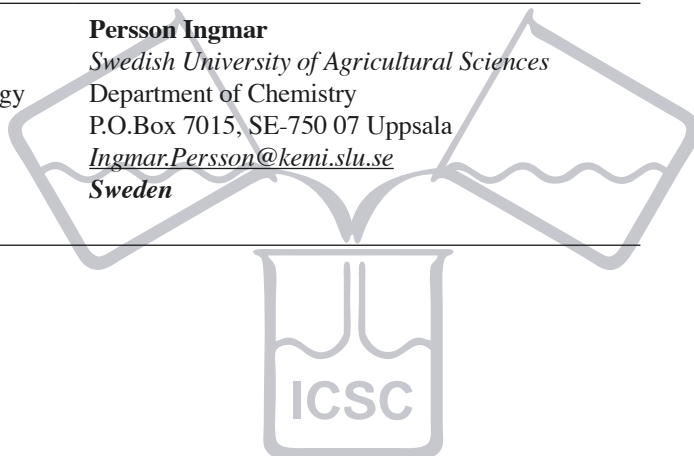 Persson Ingmar
Swedish University of Agricultural Sciences
gy Department of Chemistry
P.O.Box 7015, SE-750 07 Uppsala
Ingmar.Persson@kemi.slu.se
Sweden
ICSC